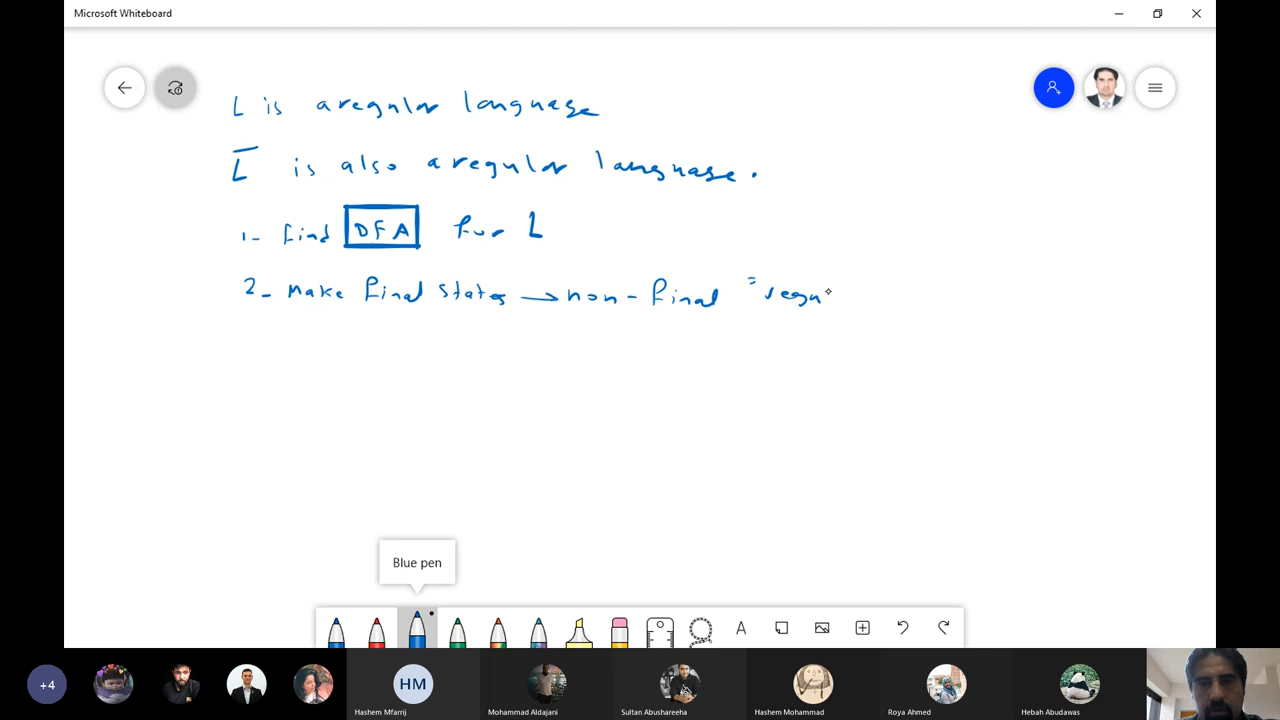 Microsoft Whiteboard
L is a regular language
L̅ is also a regular language.
1- find DFA for L
2- make final states → non-final "regu
Blue pen
A
+4
HM
Hashem Mfarrij
Mohammad Aldajani
Sultan Abushareeha
Hashem Mohammad
Roya Ahmed
Hebah Abudawas